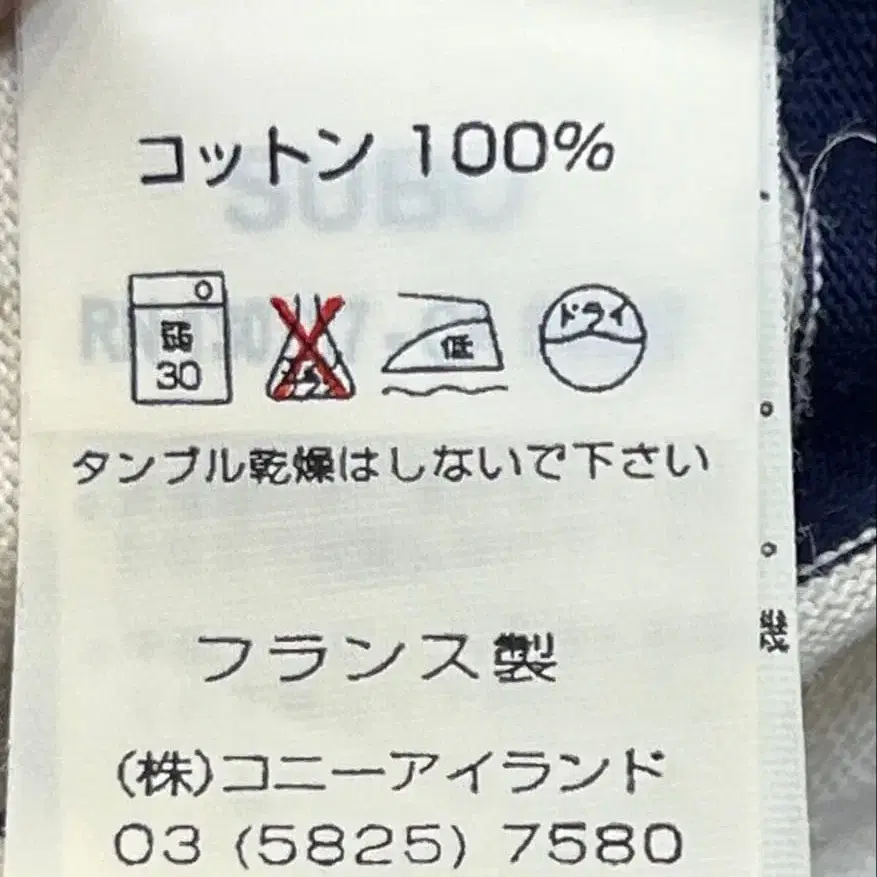 コットン 100%
弱
30
低
ドライ
タンブル乾燥はしないで下さい
フランス製
(株)コニーアイランド
03 (5825) 7580